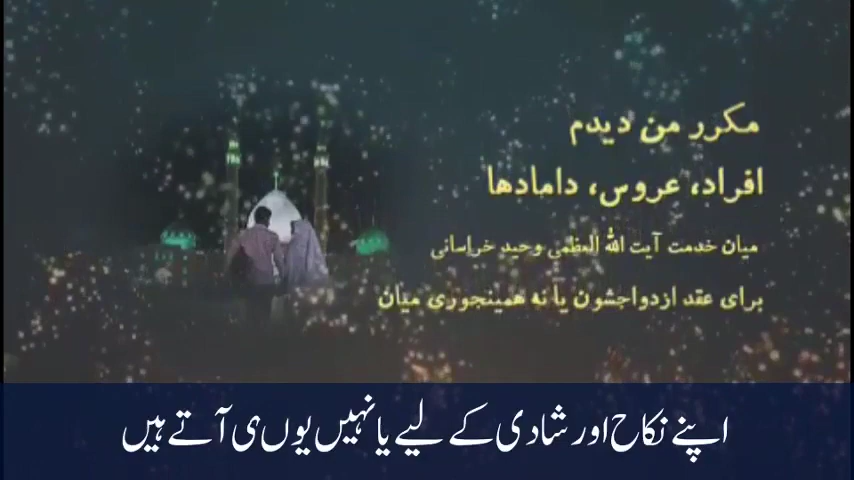 مکرر من دیدم
افراد، عروس، دامادها
میان خدمت آیت الله العظمی وحید خراسانی
برای عقد ازدواجشون یا نه همینجوری میان
اپنے نکاح اور شادی کے لیے یا نہیں یوں ہی آتے ہیں